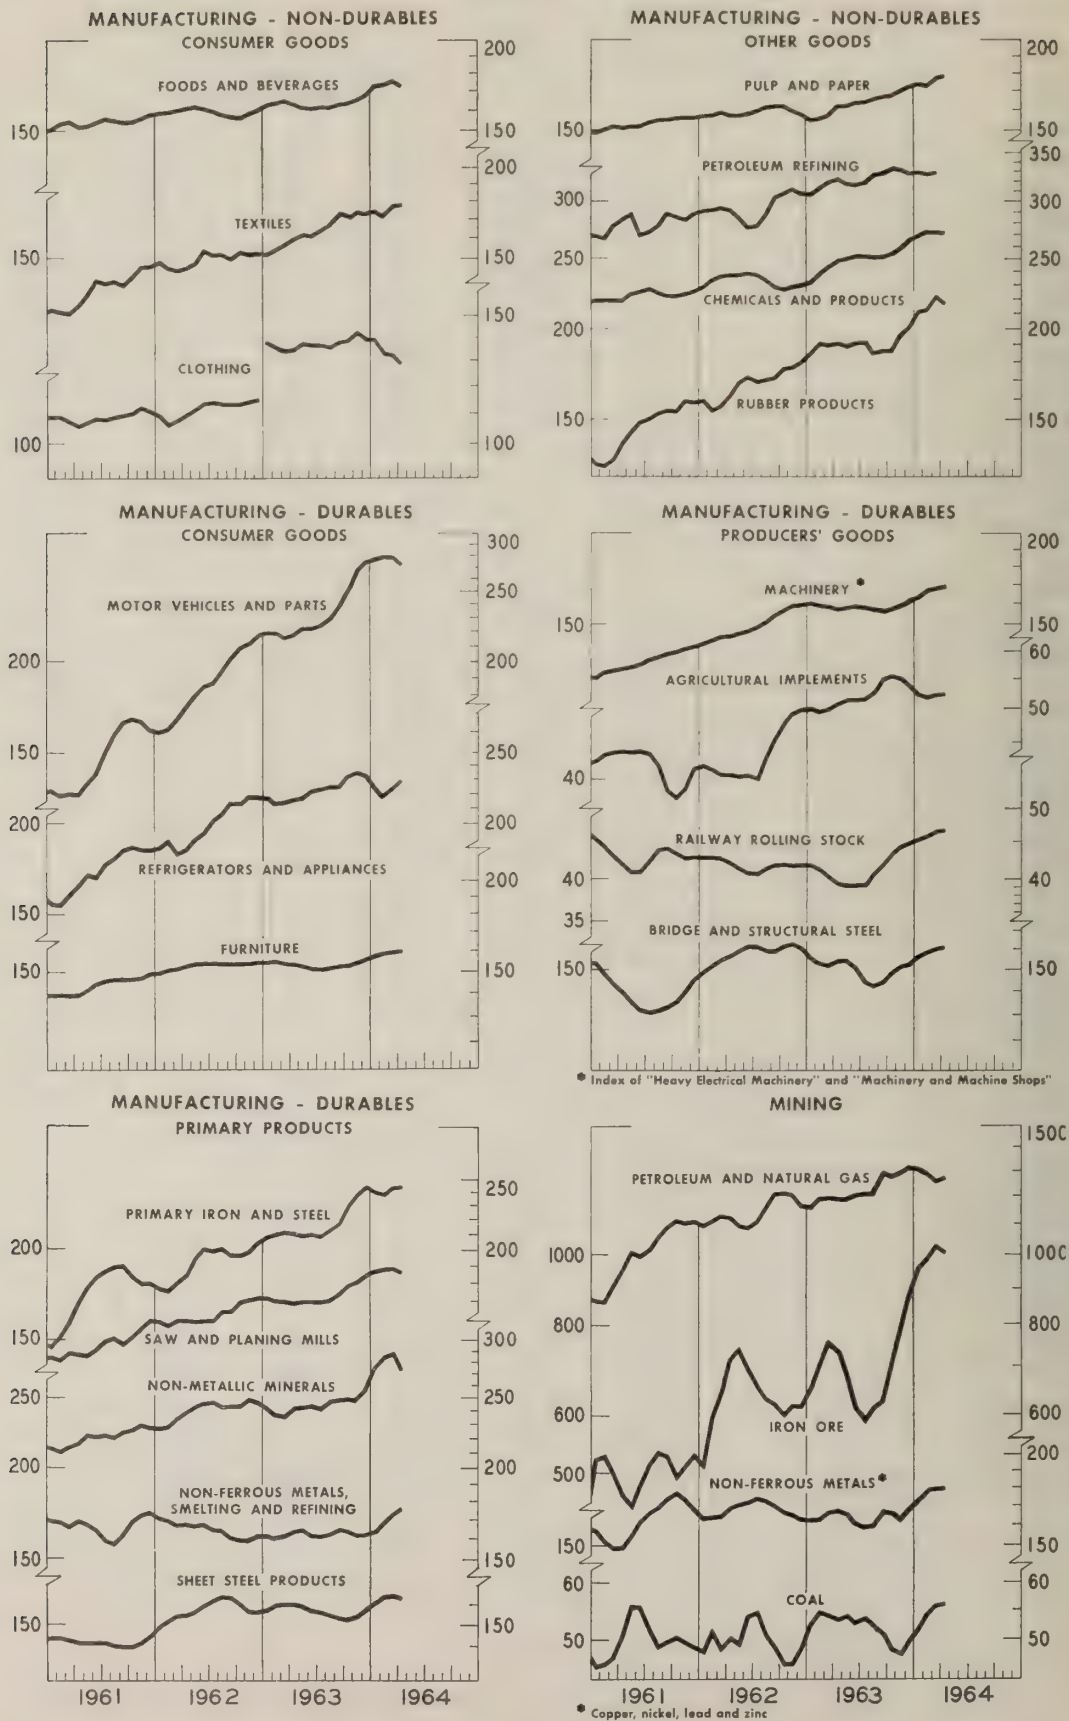 MANUFACTURING - NON-DURABLES
CONSUMER GOODS
200
FOODS AND BEVERAGES
150
150
200
TEXTILES
150
150
150
CLOTHING
100
100
MANUFACTURING - NON-DURABLES
OTHER GOODS
200
PULP AND PAPER
150
150
350
PETROLEUM REFINING
300
300
250
250
CHEMICALS AND PRODUCTS
200
200
RUBBER PRODUCTS
150
150
MANUFACTURING - DURABLES
CONSUMER GOODS
300
250
MOTOR VEHICLES AND PARTS
200
200
150
250
200
200
REFRIGERATORS AND APPLIANCES
200
150
FURNITURE
150
150
MANUFACTURING - DURABLES
PRODUCERS' GOODS
200
MACHINERY *
150
150
60
AGRICULTURAL IMPLEMENTS
50
40
50
RAILWAY ROLLING STOCK
40
40
35
BRIDGE AND STRUCTURAL STEEL
150
150
* Index of "Heavy Electrical Machinery" and "Machinery and Machine Shops"
MANUFACTURING - DURABLES
PRIMARY PRODUCTS
250
PRIMARY IRON AND STEEL
200
200
150
SAW AND PLANING MILLS
300
NON-METALLIC MINERALS
250
250
200
200
NON-FERROUS METALS,
SMELTING AND REFINING
150
150
SHEET STEEL PRODUCTS
150
150
1961 1962 1963 1964
MINING
1500
PETROLEUM AND NATURAL GAS
1000
1000
800
800
600
600
IRON ORE
500
200
NON-FERROUS METALS *
150
150
60
60
COAL
50
50
1961 1962 1963 1964
* Copper, nickel, lead and zinc